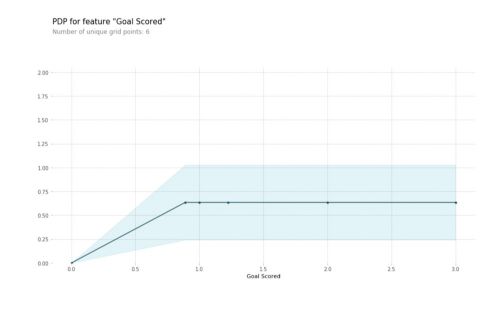 PDP for feature "Goal Scored"
Number of unique grid points: 6
2.00
1.75
1.50
1.25
1.00
0.75
0.50
0.25
0.00
0.0 0.5 1.0 1.5 2.0 2.5 3.0
Goal Scored